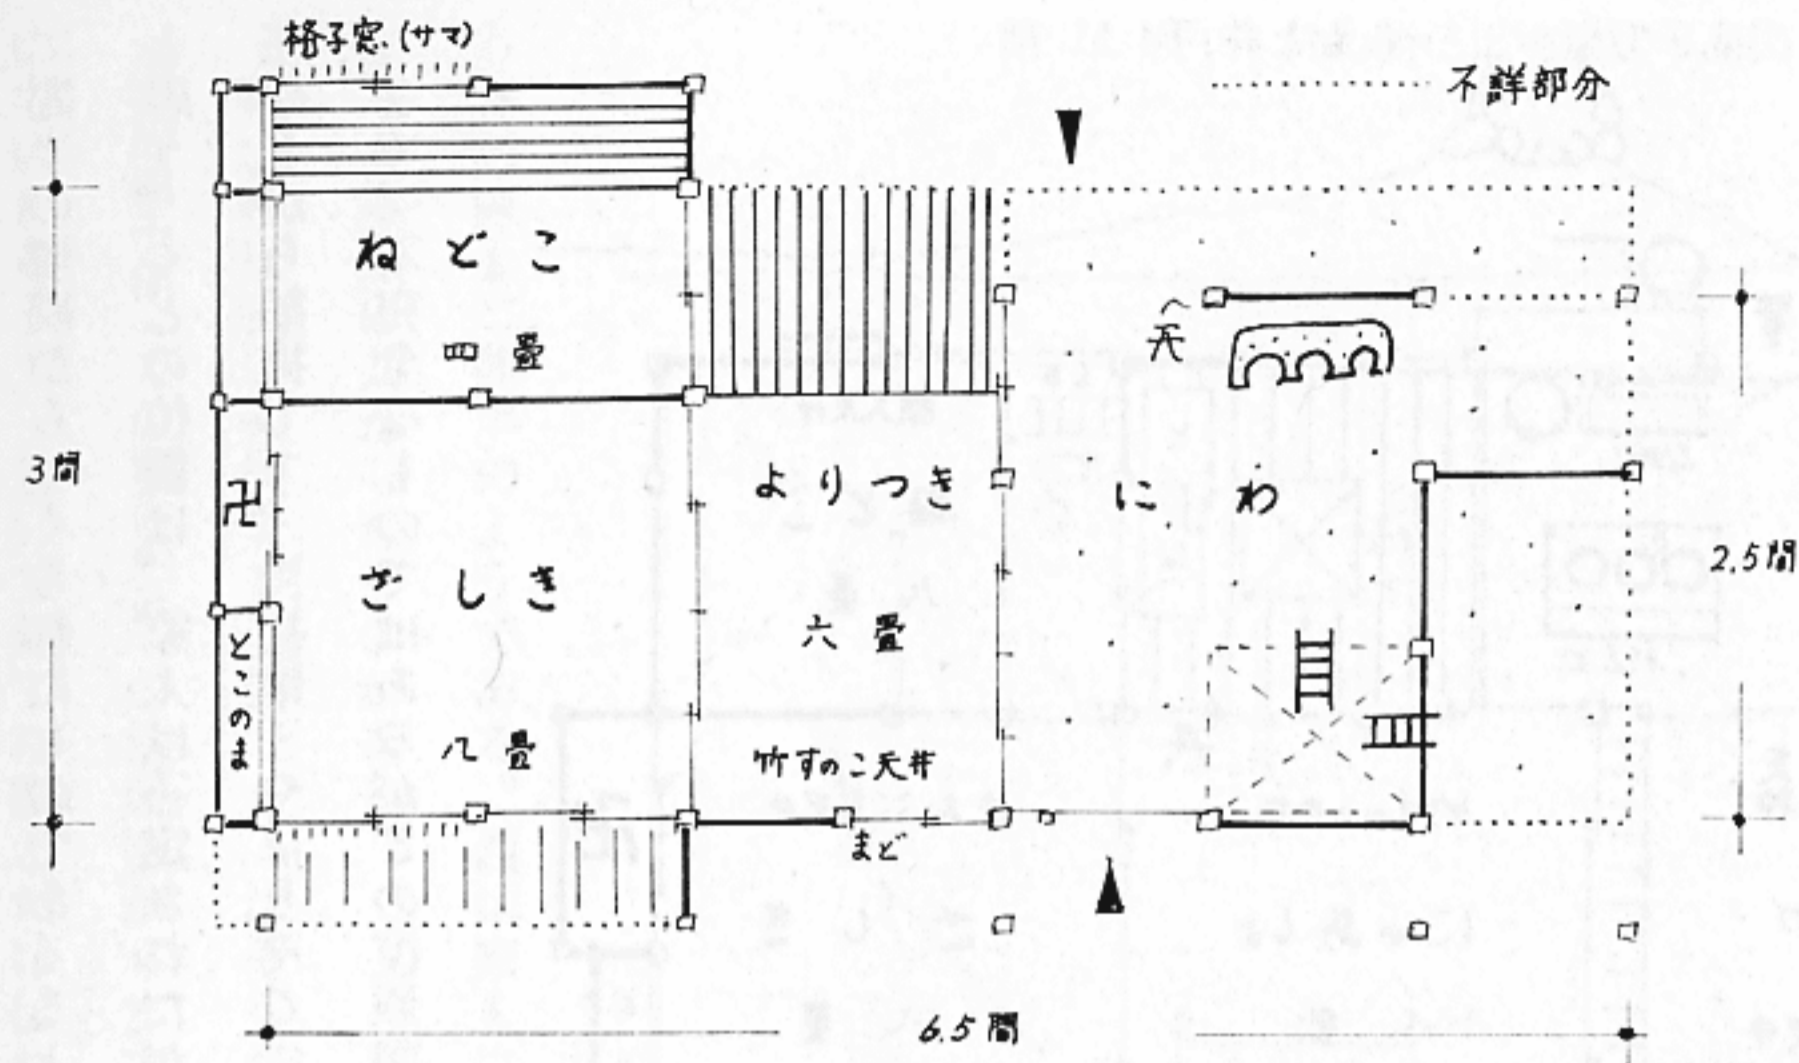 格子窓(サマ)
不詳部分
ねどこ
四畳
3間
卍
よりつき
にわ
ざしき
六畳
2.5間
とこのま
八畳
竹すのこ天井
まど
6.5間